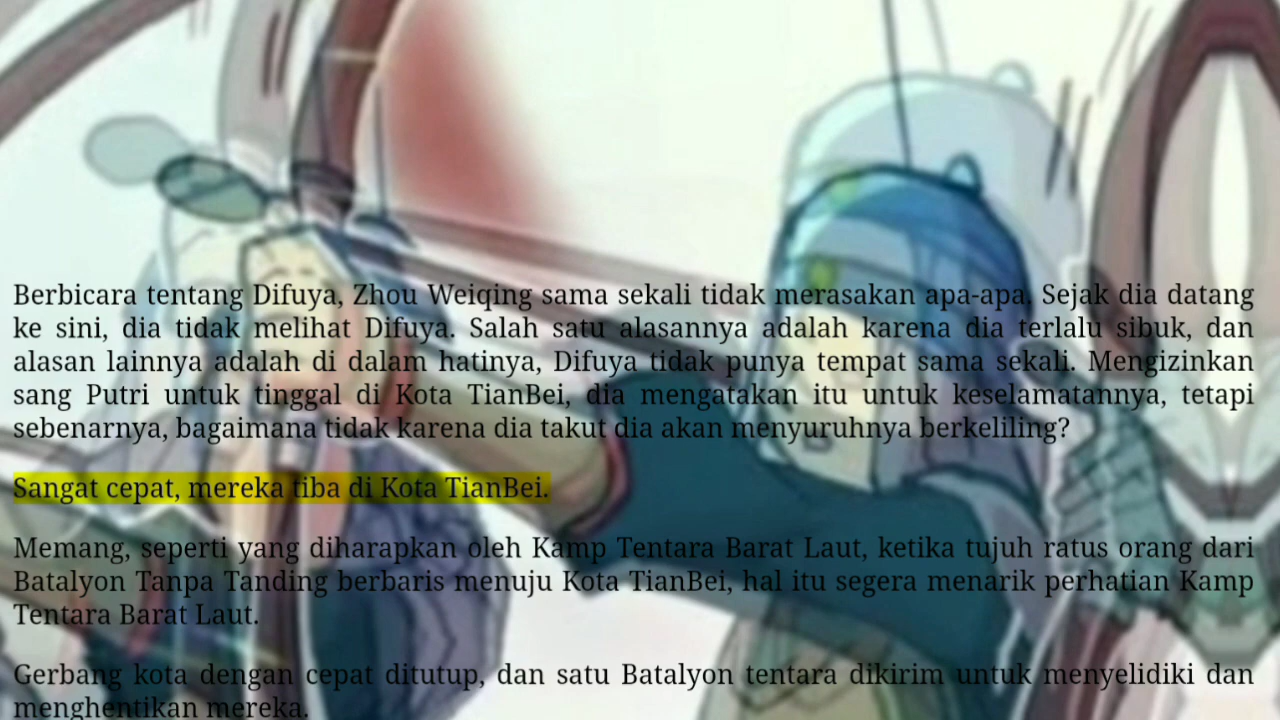 Berbicara tentang Difuya, Zhou Weiqing sama sekali tidak merasakan apa-apa. Sejak dia datang
ke sini, dia tidak melihat Difuya. Salah satu alasannya adalah karena dia terlalu sibuk, dan
alasan lainnya adalah di dalam hatinya, Difuya tidak punya tempat sama sekali. Mengizinkan
sang Putri untuk tinggal di Kota TianBei, dia mengatakan itu untuk keselamatannya, tetapi
sebenarnya, bagaimana tidak karena dia takut dia akan menyuruhnya berkeliling?
Sangat cepat, mereka tiba di Kota TianBei.
Memang, seperti yang diharapkan oleh Kamp Tentara Barat Laut, ketika tujuh ratus orang dari
Batalyon Tanpa Tanding berbaris menuju Kota TianBei, hal itu segera menarik perhatian Kamp
Tentara Barat Laut.
Gerbang kota dengan cepat ditutup, dan satu Batalyon tentara dikirim untuk menyelidiki dan
menghentikan mereka.